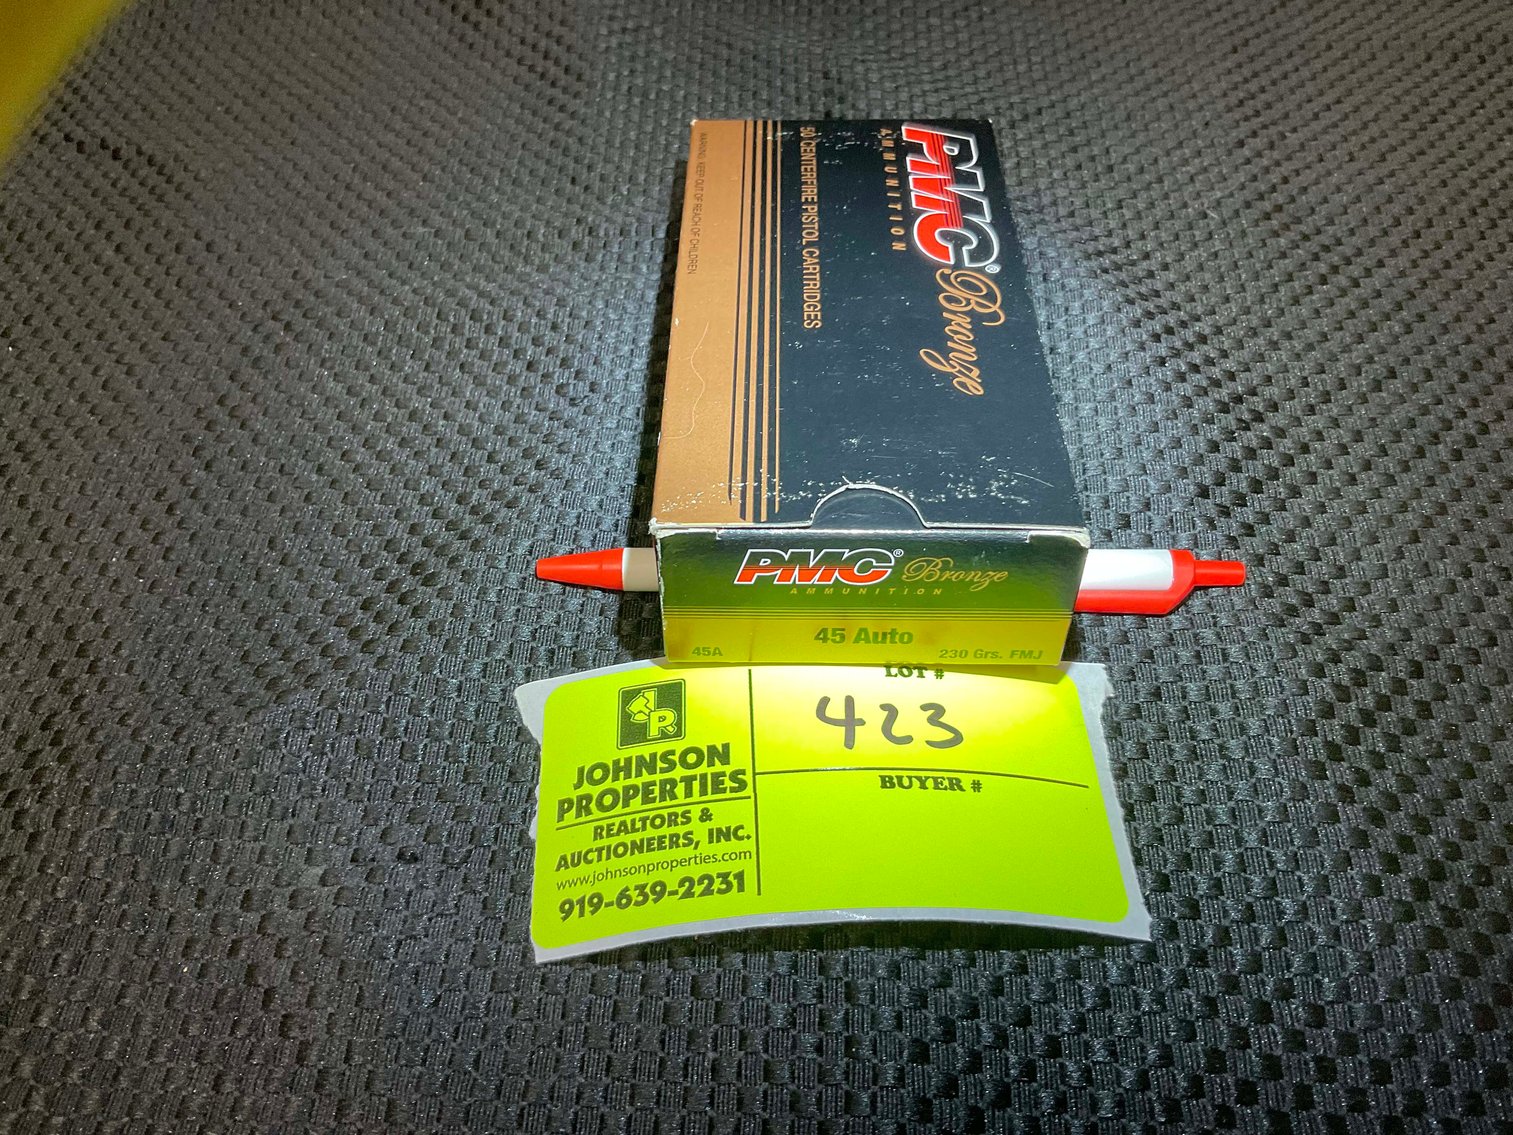 PMC® Bronze
AMMUNITION
50 CENTERFIRE PISTOL CARTRIDGES
WARNING: KEEP OUT OF REACH OF CHILDREN
PMC® Bronze
AMMUNITION
45 Auto
45A
230 Grs. FMJ
LOT #
423
BUYER #
JR
JOHNSON
PROPERTIES
REALTORS &
AUCTIONEERS, INC.
www.johnsonproperties.com
919-639-2231